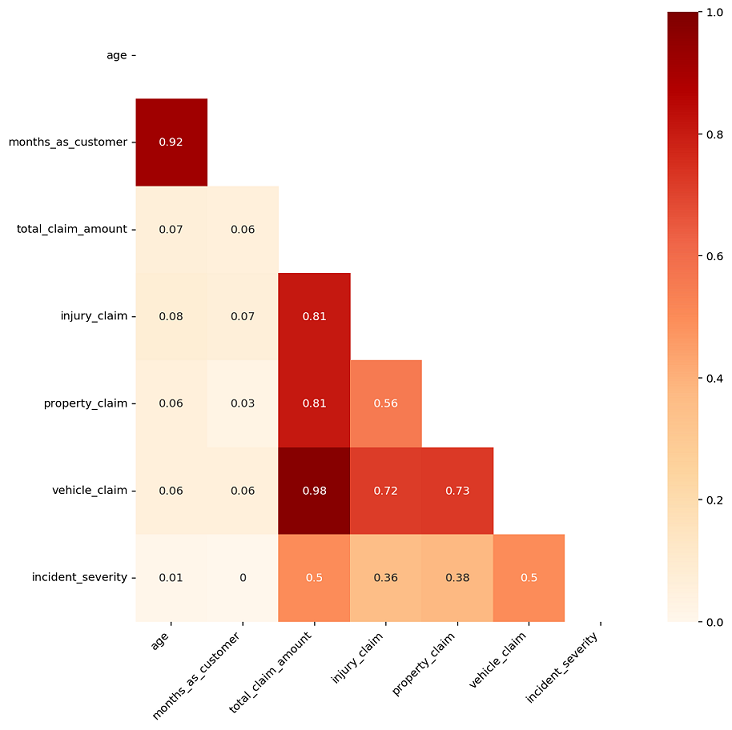 1.0
age
months_as_customer 0.92
0.8
total_claim_amount 0.07 0.06
0.6
injury_claim 0.08 0.07 0.81
property_claim 0.06 0.03 0.81 0.56
0.4
vehicle_claim 0.06 0.06 0.98 0.72 0.73
0.2
incident_severity 0.01 0 0.5 0.36 0.38 0.5
0.0
age
months_as_customer
total_claim_amount
injury_claim
property_claim
vehicle_claim
incident_severity